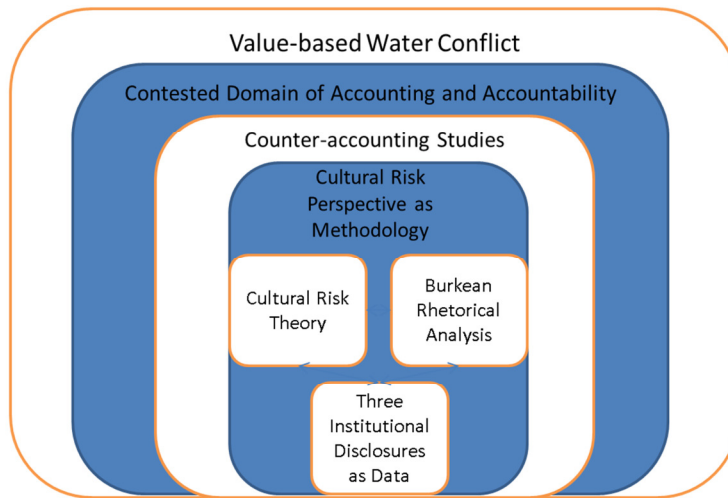 Value-based Water Conflict
Contested Domain of Accounting and Accountability
Counter-accounting Studies
Cultural Risk
Perspective as
Methodology
Cultural Risk
Theory
Burkean
Rhetorical
Analysis
Three
Institutional
Disclosures
as Data